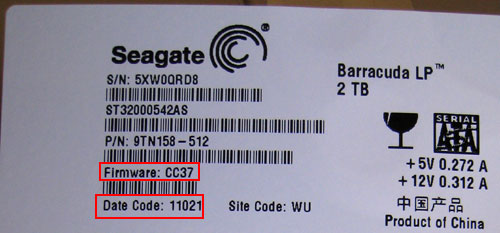 Seagate
S/N: 5XW0QRD8
ST32000542AS
P/N: 9TN158-512
Firmware: CC37
Date Code: 11021
Site Code: WU
Barracuda LP™
2 TB
SERIAL
SATA
+5V 0.272 A
+12V 0.312 A
中国产品
Product of China